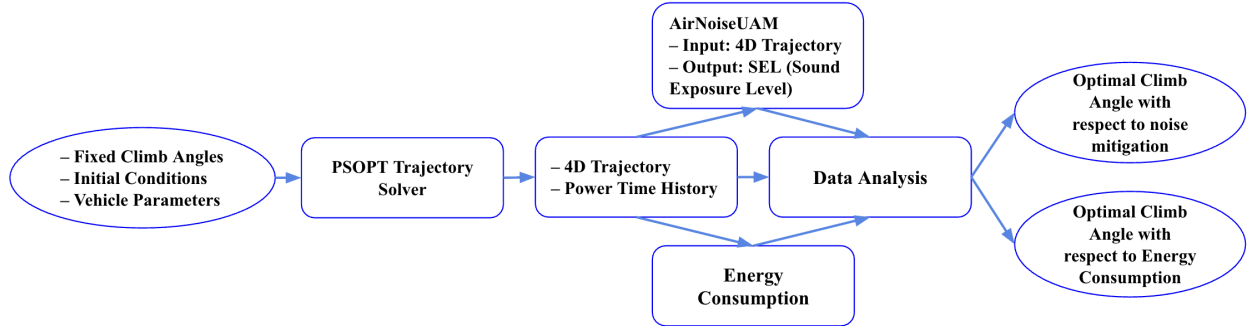 – Fixed Climb Angles
– Initial Conditions
– Vehicle Parameters
PSOPT Trajectory
Solver
– 4D Trajectory
– Power Time History
AirNoiseUAM
– Input: 4D Trajectory
– Output: SEL (Sound
Exposure Level)
Energy
Consumption
Data Analysis
Optimal Climb
Angle with
respect to noise
mitigation
Optimal Climb
Angle with
respect to Energy
Consumption